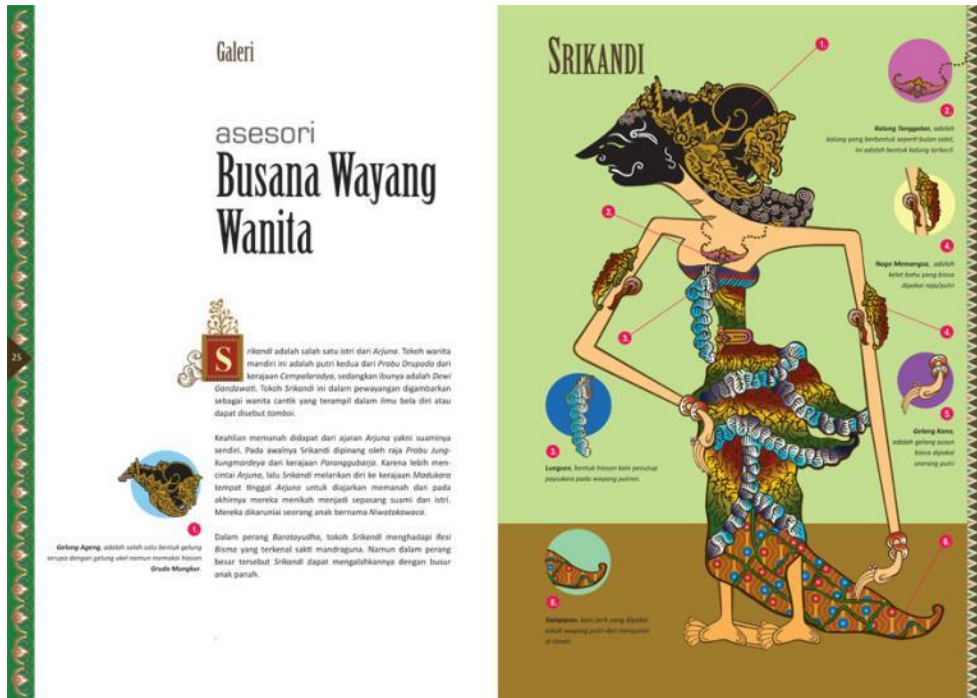 Galeri
asesori
Busana Wayang
Wanita
25
Srikandi adalah salah satu istri dari Arjuna. Tokoh wanita
mandiri ini adalah putri kedua dari Prabu Drupada dari
kerajaan Cempalaradya, sedangkan ibunya adalah Dewi
Gandawati. Tokoh Srikandi ini dalam pewayangan digambarkan
sebagai wanita cantik yang terampil dalam ilmu bela diri atau
dapat disebut tomboi.
Keahlian memanah didapat dari ajaran Arjuna yakni suaminya
sendiri. Pada awalnya Srikandi dipinang oleh raja Prabu Jung-
kungmardeya dari kerajaan Paranggubarja. Karena lebih men-
cintai Arjuna, lalu Srikandi melarikan diri ke kerajaan Madukara
tempat tinggal Arjuna untuk diajarkan memanah dan pada
akhirnya mereka menikah menjadi sepasang suami dan istri.
Mereka dikaruniai seorang anak bernama Niwatakawaca.
Dalam perang Baratayudha, tokoh Srikandi menghadapi Resi
Bisma yang terkenal sakti mandraguna. Namun dalam perang
besar tersebut Srikandi dapat mengalahkannya dengan busur
anak panah.
1.
Gelung Ageng, adalah salah satu bentuk gelung
serupa dengan gelung ukel namun memakai hiasan
Gruda Mungkur.
SRIKANDI
1.
2.
Kalung Tanggalan, adalah
kalung yang berbentuk seperti bulan sabit,
ini adalah bentuk kalung terkecil
2.
4.
Naga Memangsa, adalah
kelat bahu yang biasa
dipakai raja/putri
3.
4.
5.
Gelang Kana,
adalah gelang susun
biasa dipakai
seorang putri
3.
Langsen, bentuk hiasan kain penutup
payudara pada wayang putren.
6.
Samparan, kain jarik yang dipakai
tokoh wayang putri dan menjuntai
di tanah.